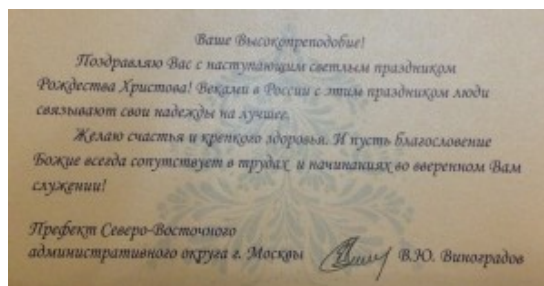 Ваше Высокопреподобие!
Поздравляю Вас с наступающим светлым праздником
Рождества Христова! Веками в России с этим праздником люди
связывают свои надежды на лучшее.
Желаю счастья и крепкого здоровья. И пусть благословение
Божие всегда сопутствует в трудах и начинаниях во вверенном Вам
служении!
Префект Северо-Восточного
административного округа г. Москвы В.Ю. Виноградов